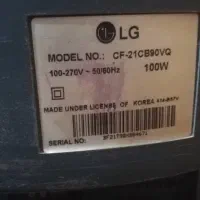 LG
MODEL NO.: CF-21CB90VQ
100-270V ~ 50/60Hz 100W
MADE UNDER LICENSE OF KOREA
SERIAL NO.: